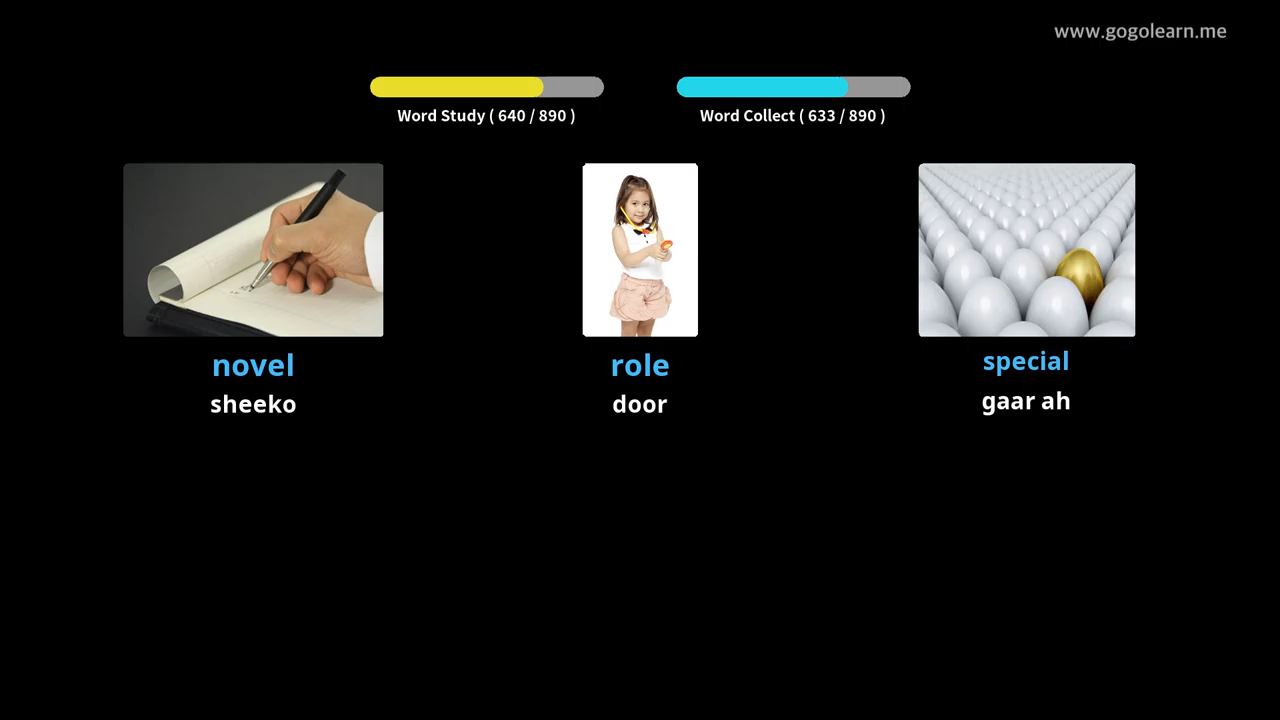 www.gogolearn.me
Word Study ( 640 / 890 )
Word Collect ( 633 / 890 )
novel
role
special
sheeko
door
gaar ah